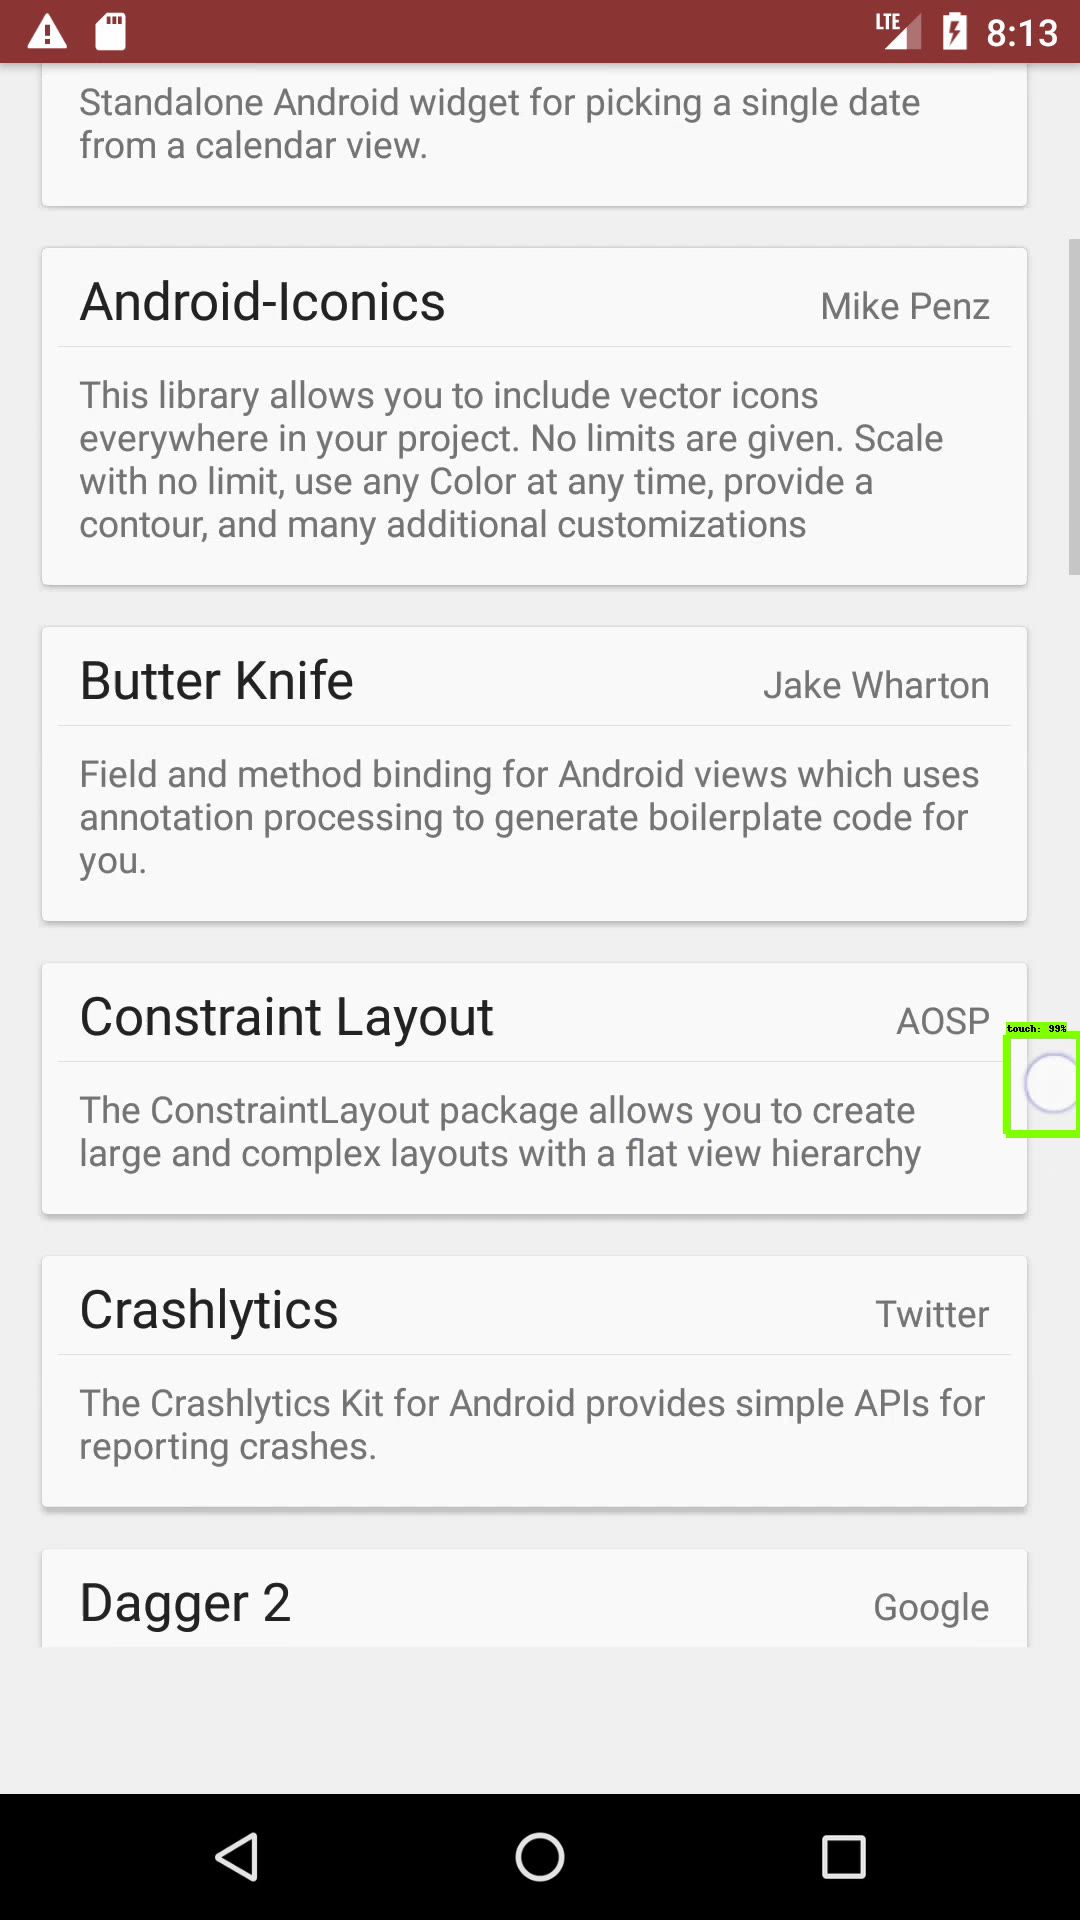 LTE 8:13
Standalone Android widget for picking a single date
from a calendar view.
Android-Iconics Mike Penz
This library allows you to include vector icons
everywhere in your project. No limits are given. Scale
with no limit, use any Color at any time, provide a
contour, and many additional customizations
Butter Knife Jake Wharton
Field and method binding for Android views which uses
annotation processing to generate boilerplate code for
you.
Constraint Layout AOSP
touch: 99%
The ConstraintLayout package allows you to create
large and complex layouts with a flat view hierarchy
Crashlytics Twitter
The Crashlytics Kit for Android provides simple APIs for
reporting crashes.
Dagger 2 Google